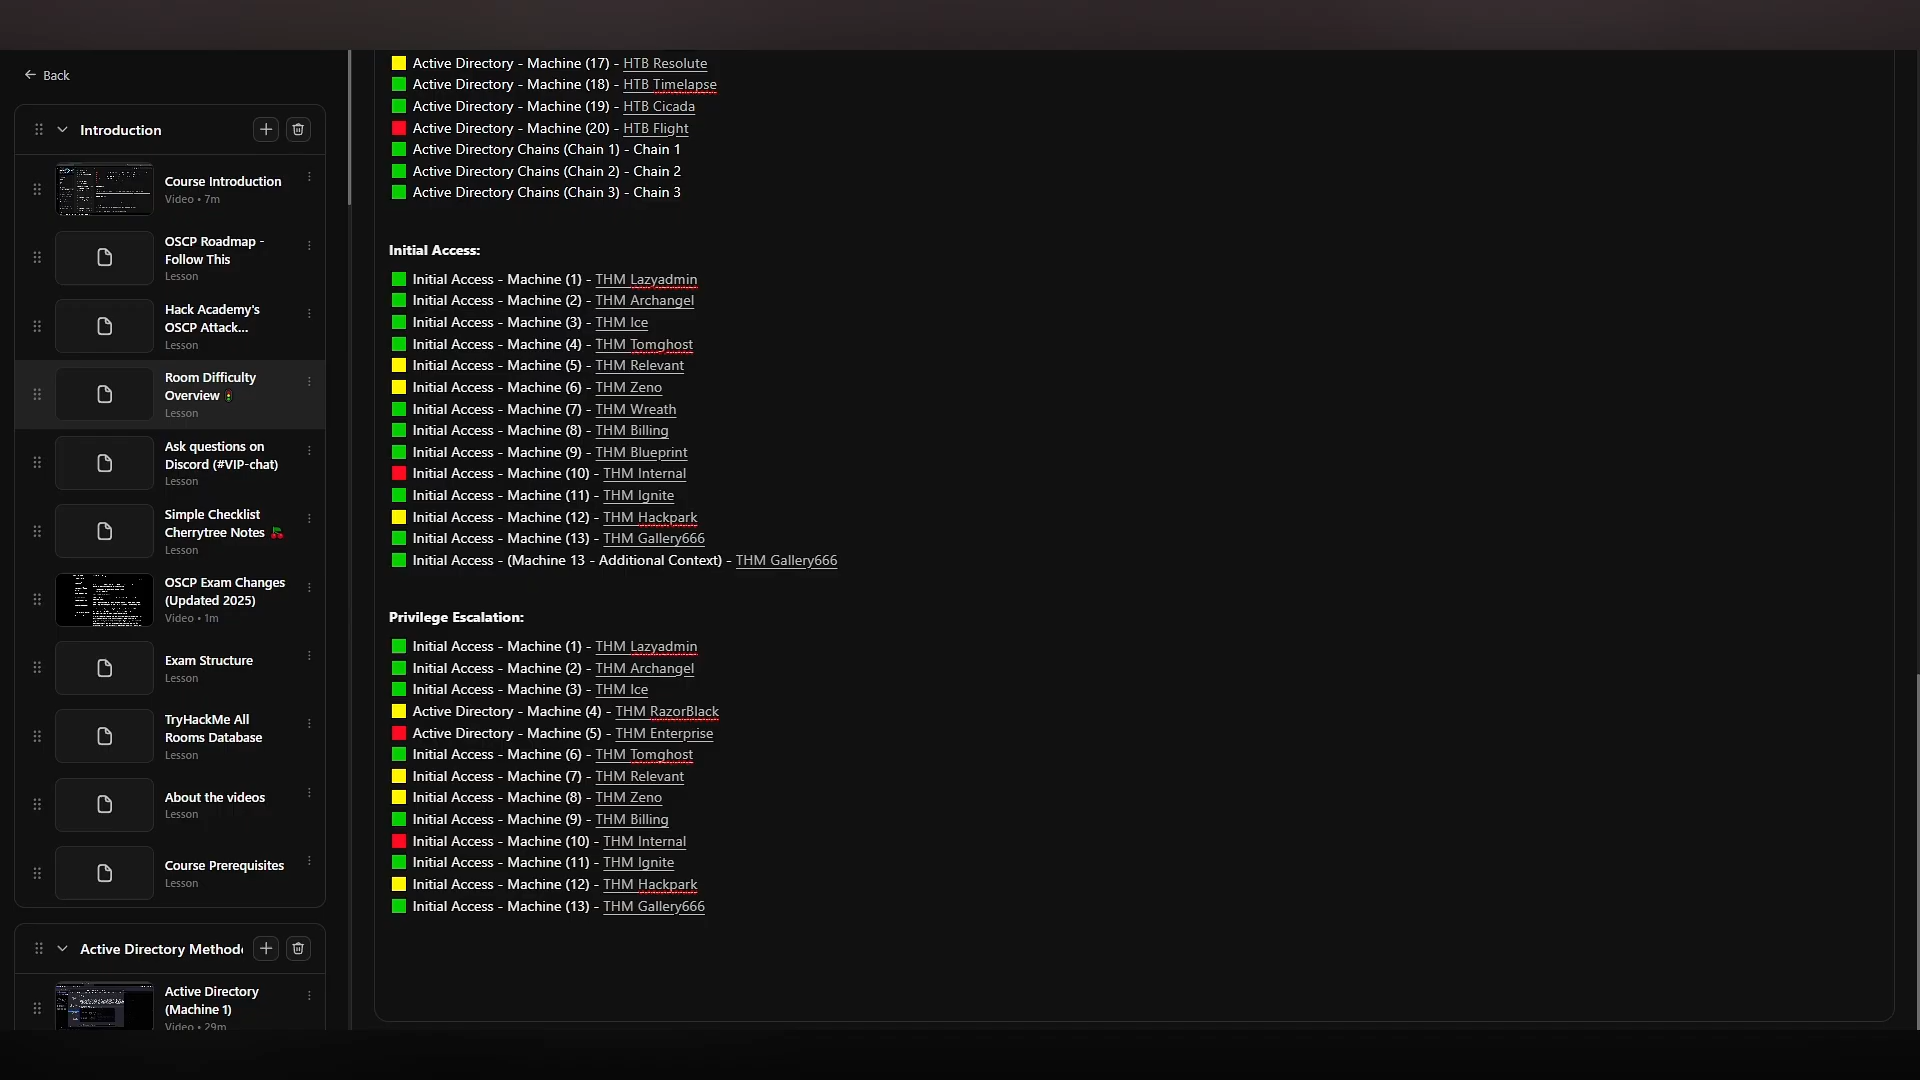 Back
Introduction
Course Introduction
Video • 7m
OSCP Roadmap -
Follow This
Lesson
Hack Academy's
OSCP Attack...
Lesson
Room Difficulty
Overview 🚦
Lesson
Ask questions on
Discord (#VIP-chat)
Lesson
Simple Checklist
Cherrytree Notes 🍒
Lesson
OSCP Exam Changes
(Updated 2025)
Video • 1m
Exam Structure
Lesson
TryHackMe All
Rooms Database
Lesson
About the videos
Lesson
Course Prerequisites
Lesson
Active Directory Method
Active Directory
(Machine 1)
Video • 29m
Active Directory - Machine (17) - HTB Resolute
Active Directory - Machine (18) - HTB Timelapse
Active Directory - Machine (19) - HTB Cicada
Active Directory - Machine (20) - HTB Flight
Active Directory Chains (Chain 1) - Chain 1
Active Directory Chains (Chain 2) - Chain 2
Active Directory Chains (Chain 3) - Chain 3
Initial Access:
Initial Access - Machine (1) - THM Lazyadmin
Initial Access - Machine (2) - THM Archangel
Initial Access - Machine (3) - THM Ice
Initial Access - Machine (4) - THM Tomghost
Initial Access - Machine (5) - THM Relevant
Initial Access - Machine (6) - THM Zeno
Initial Access - Machine (7) - THM Wreath
Initial Access - Machine (8) - THM Billing
Initial Access - Machine (9) - THM Blueprint
Initial Access - Machine (10) - THM Internal
Initial Access - Machine (11) - THM Ignite
Initial Access - Machine (12) - THM Hackpark
Initial Access - Machine (13) - THM Gallery666
Initial Access - (Machine 13 - Additional Context) - THM Gallery666
Privilege Escalation:
Initial Access - Machine (1) - THM Lazyadmin
Initial Access - Machine (2) - THM Archangel
Initial Access - Machine (3) - THM Ice
Active Directory - Machine (4) - THM RazorBlack
Active Directory - Machine (5) - THM Enterprise
Initial Access - Machine (6) - THM Tomghost
Initial Access - Machine (7) - THM Relevant
Initial Access - Machine (8) - THM Zeno
Initial Access - Machine (9) - THM Billing
Initial Access - Machine (10) - THM Internal
Initial Access - Machine (11) - THM Ignite
Initial Access - Machine (12) - THM Hackpark
Initial Access - Machine (13) - THM Gallery666